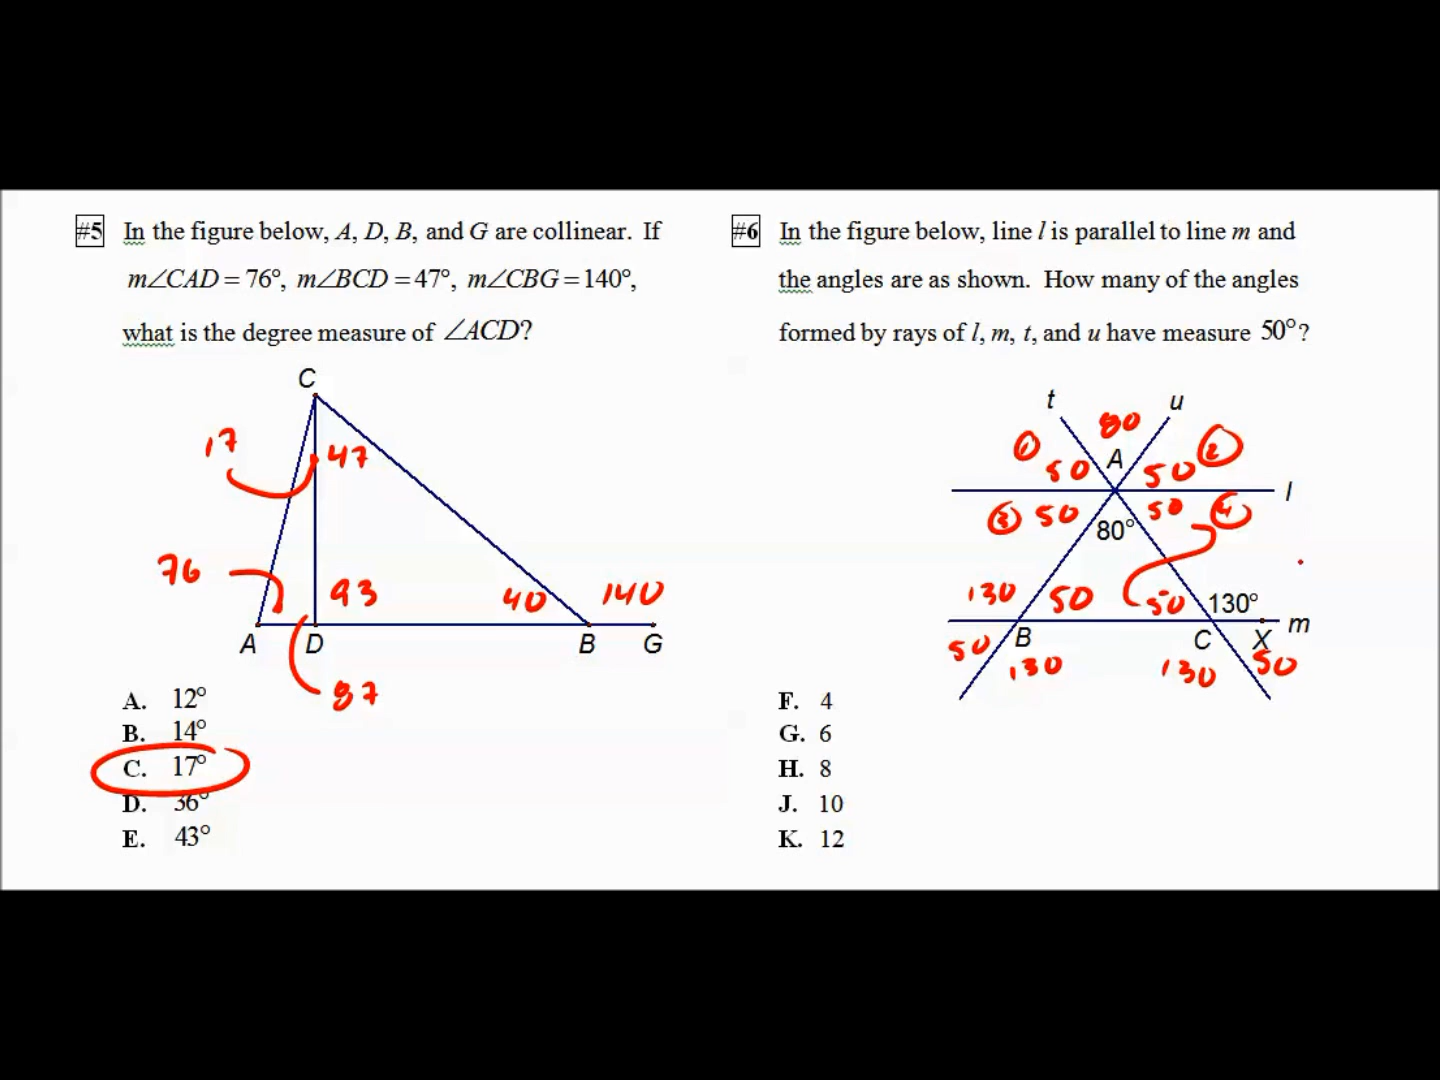 #5 In the figure below, A, D, B, and G are collinear. If
m∠CAD = 76°, m∠BCD = 47°, m∠CBG = 140°,
what is the degree measure of ∠ACD?
C
17
47
76
93
40
140
A
D
B
G
87
A. 12°
B. 14°
C. 17°
D. 36°
E. 43°
#6 In the figure below, line l is parallel to line m and
the angles are as shown. How many of the angles
formed by rays of l, m, t, and u have measure 50°?
t
u
80
1
50
A
50
2
l
3
50
80°
50
4
130
50
50
130°
m
B
C
X
50
130
130
50
F. 4
G. 6
H. 8
J. 10
K. 12